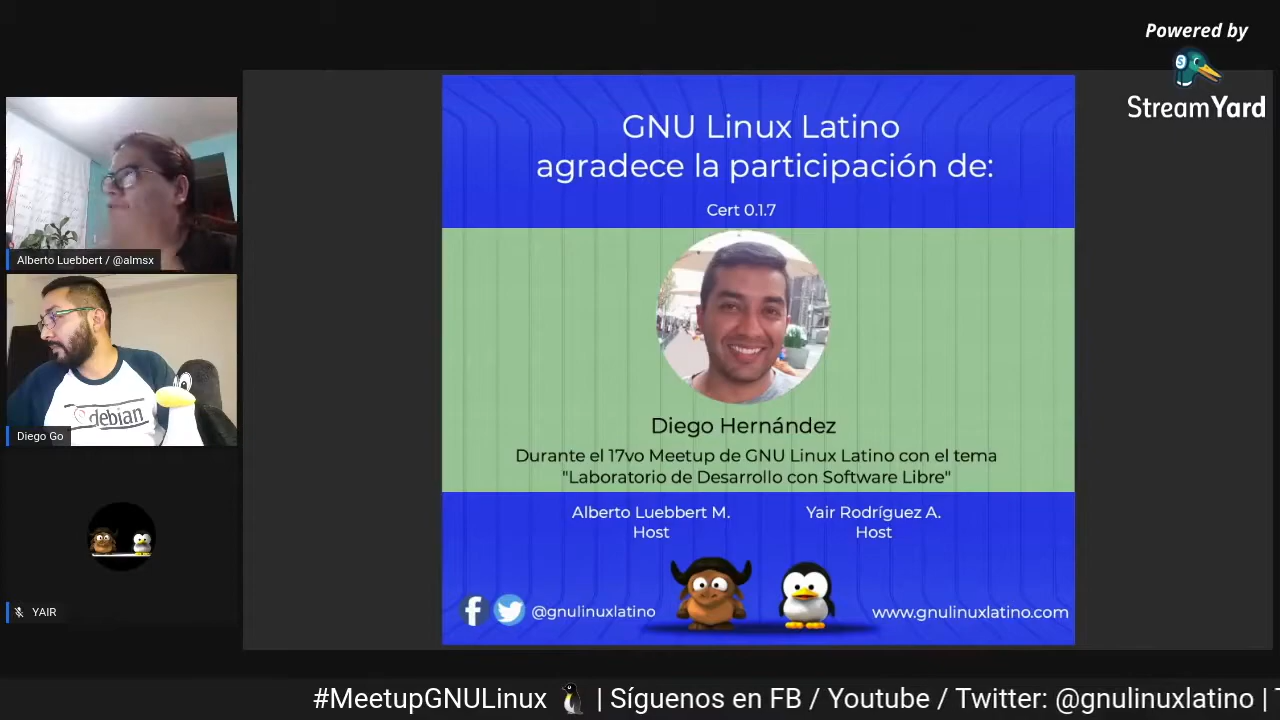 Powered by
StreamYard
GNU Linux Latino
agradece la participación de:
Cert 0.1.7
Diego Hernández
Durante el 17vo Meetup de GNU Linux Latino con el tema
"Laboratorio de Desarrollo con Software Libre"
Alberto Luebbert M.
Host
Yair Rodríguez A.
Host
@gnulinuxlatino
www.gnulinuxlatino.com
Alberto Luebbert / @almsx
debian
Diego Go
YAIR
#MeetupGNULinux | Síguenos en FB / Youtube / Twitter: @gnulinuxlatino |